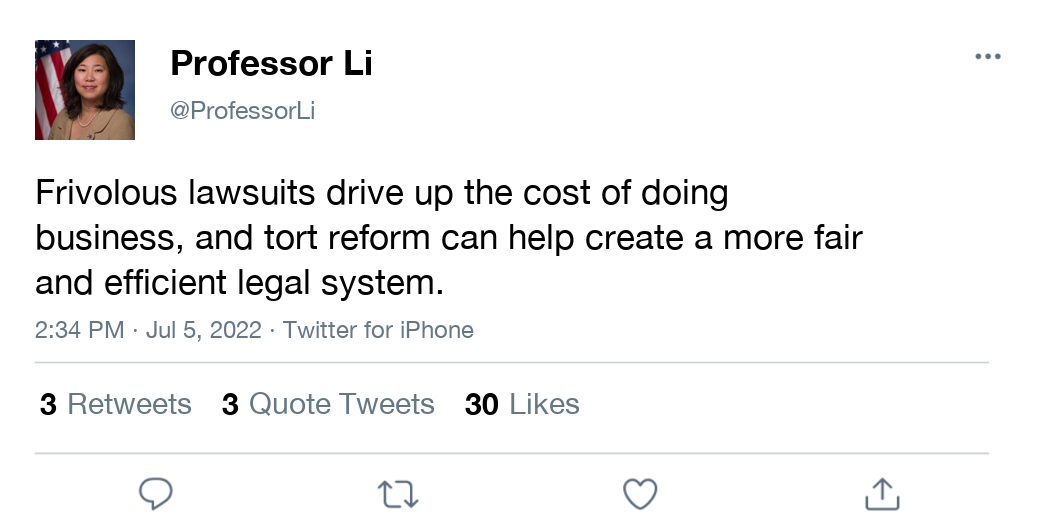 Professor Li
@ProfessorLi
Frivolous lawsuits drive up the cost of doing
business, and tort reform can help create a more fair
and efficient legal system.
2:34 PM · Jul 5, 2022 · Twitter for iPhone
3 Retweets 3 Quote Tweets 30 Likes